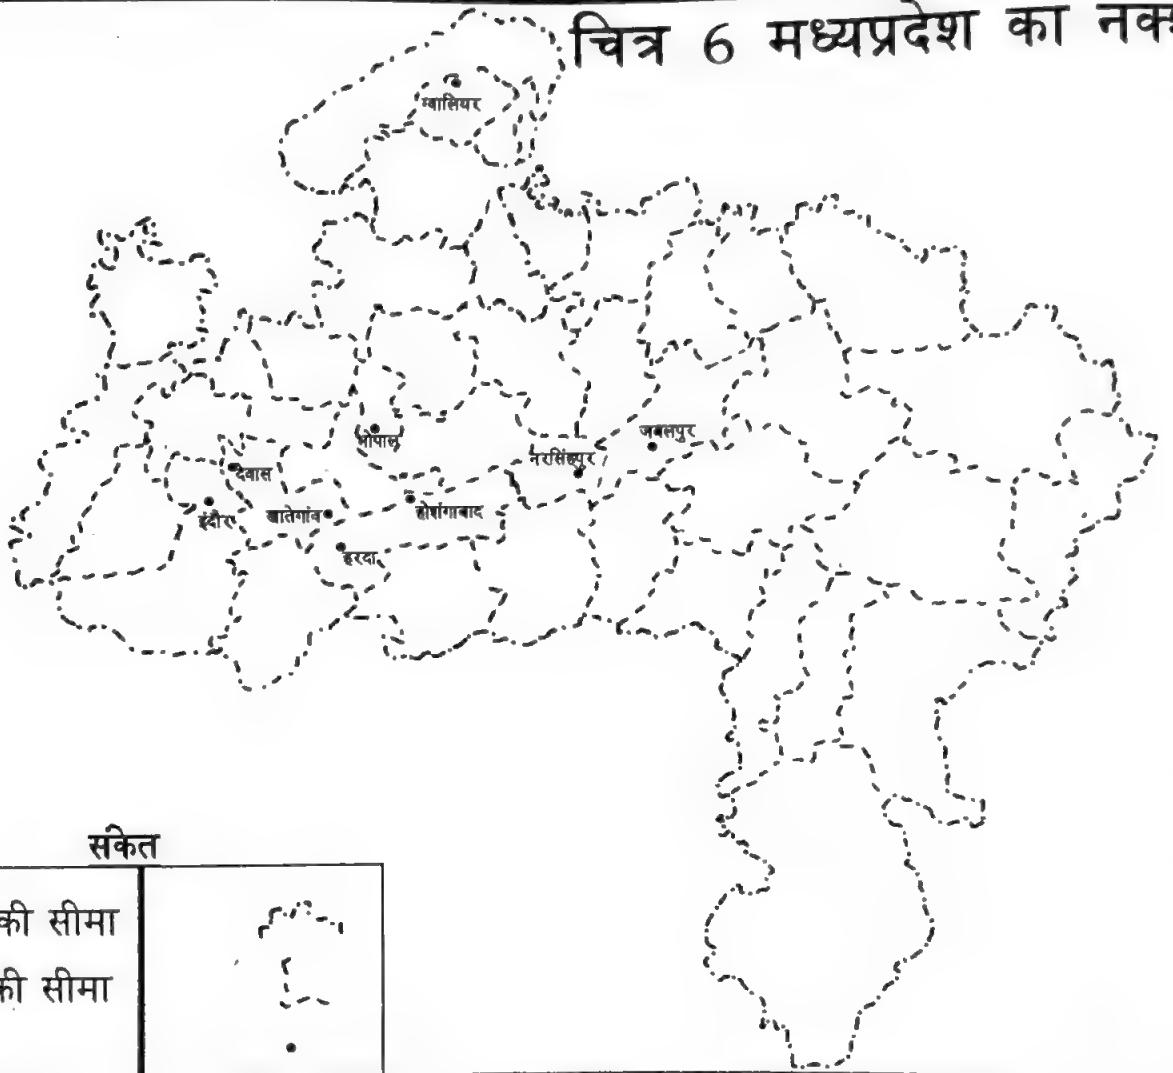 चित्र 6 मध्यप्रदेश का नक
ग्वालियर
भोपाल
जबलपुर
नरसिंहपुर
देवास
इंदौर
खातेगांव
होशंगाबाद
हरदा
संकेत
की सीमा
की सीमा